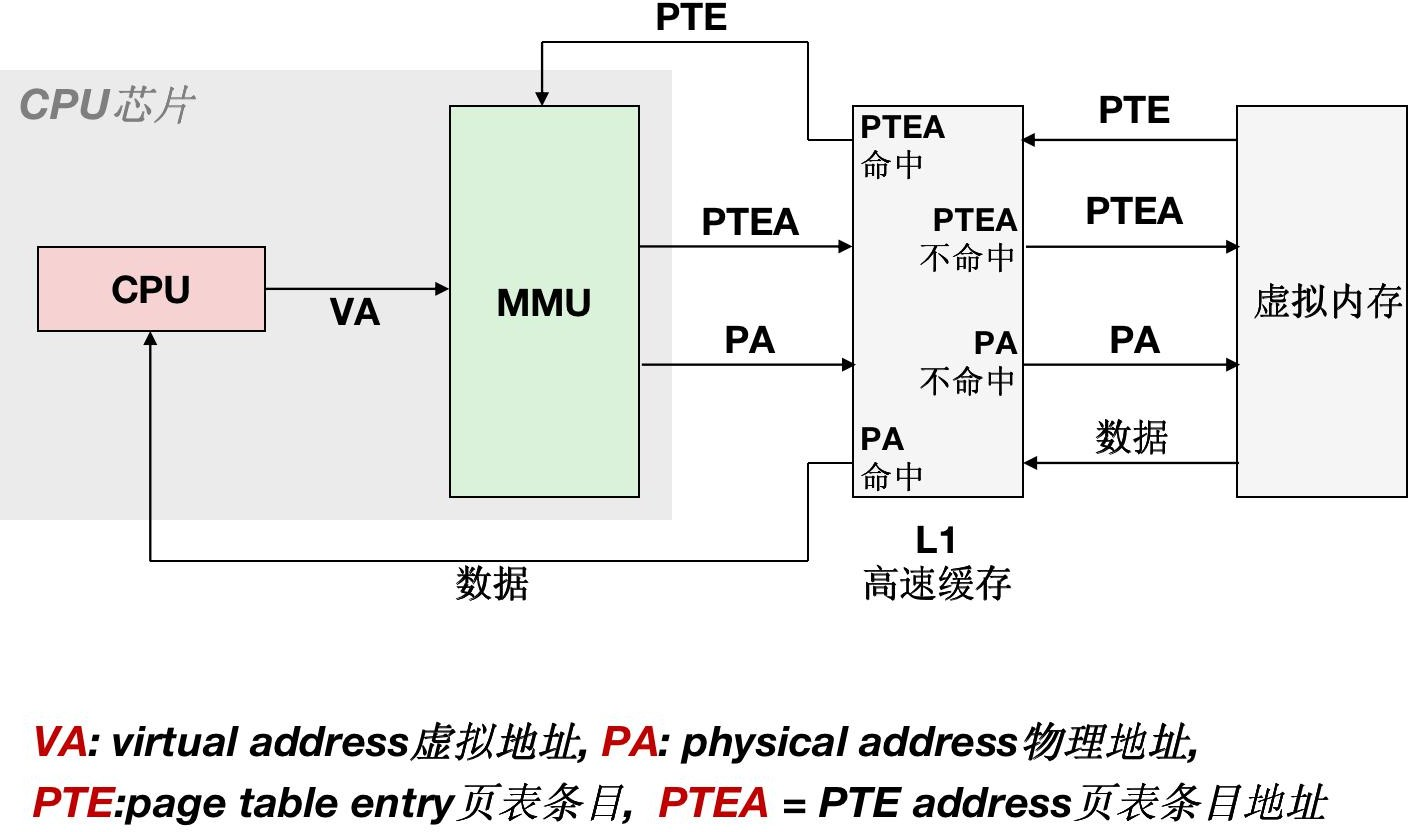 PTE
CPU芯片
PTEA
命中
PTE
PTEA
PTEA
不命中
PTEA
CPU
VA
MMU
虚拟内存
PA
PA
不命中
PA
PA
命中
数据
L1
高速缓存
数据
VA: virtual address虚拟地址, PA: physical address物理地址,
PTE:page table entry页表条目, PTEA = PTE address页表条目地址